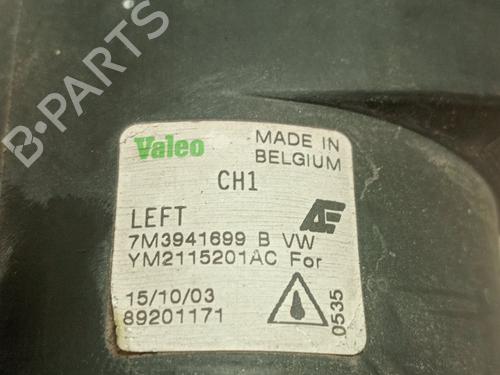 B-PARTS
Valeo
MADE IN
BELGIUM
CH1
LEFT
7M3941699 B VW
YM2115201AC For
15/10/03
89201171
0535